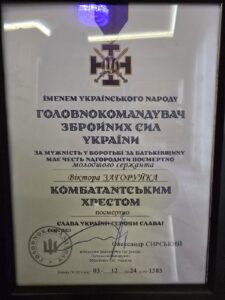 ІМЕНЕМ УКРАЇНСЬКОГО НАРОДУ
ГОЛОВНОКОМАНДУВАЧ
ЗБРОЙНИХ СИЛ
УКРАЇНИ
ЗА МУЖНІСТЬ У БОРОТЬБІ ЗА БАТЬКІВЩИНУ
МАЄ ЧЕСТЬ НАГОРОДИТИ ПОСМЕРТНО
молодшого сержанта
Віктора ЗАГОРУЙКА
КОМБАТАНТСЬКИМ
ХРЕСТОМ
посмертно
СЛАВА УКРАЇНІ! ГЕРОЯМ СЛАВА!
Олександр СИРСЬКИЙ
03 12 24 1585